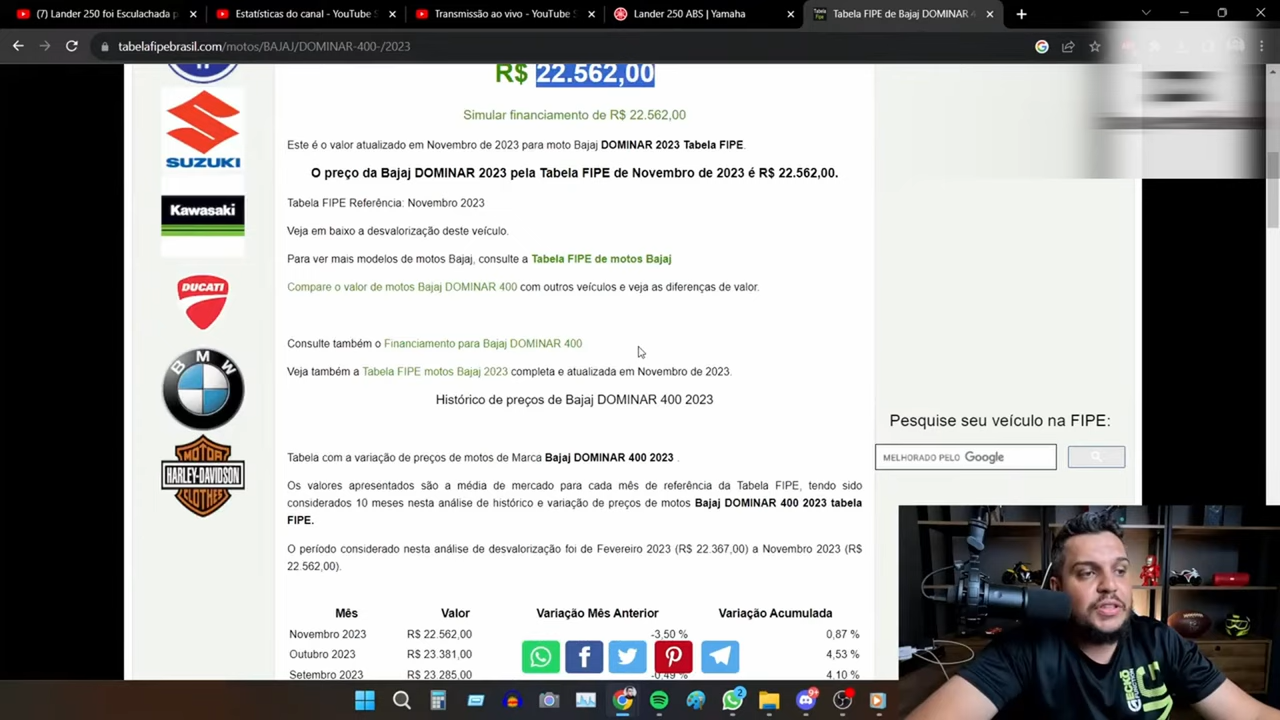 (7) Lander 250 foi Esculachada p
Estatísticas do canal - YouTube S
Transmissão ao vivo - YouTube S
Lander 250 ABS | Yamaha
Tabela FIPE de Bajaj DOMINAR 4
tabelafipebrasil.com/motos/BAJAJ/DOMINAR-400-/2023
R$ 22.562,00
Simular financiamento de R$ 22.562,00
Este é o valor atualizado em Novembro de 2023 para moto Bajaj DOMINAR 2023 Tabela FIPE.
O preço da Bajaj DOMINAR 2023 pela Tabela FIPE de Novembro de 2023 é R$ 22.562,00.
Tabela FIPE Referência: Novembro 2023
Veja em baixo a desvalorização deste veículo.
Para ver mais modelos de motos Bajaj, consulte a Tabela FIPE de motos Bajaj
Compare o valor de motos Bajaj DOMINAR 400 com outros veículos e veja as diferenças de valor.
Consulte também o Financiamento para Bajaj DOMINAR 400
Veja também a Tabela FIPE motos Bajaj 2023 completa e atualizada em Novembro de 2023.
Histórico de preços de Bajaj DOMINAR 400 2023
Tabela com a variação de preços de motos de Marca Bajaj DOMINAR 400 2023 .
Os valores apresentados são a média de mercado para cada mês de referência da Tabela FIPE, tendo sido
considerados 10 meses nesta análise de histórico e variação de preços de motos Bajaj DOMINAR 400 2023 tabela
FIPE.
O período considerado nesta análise de desvalorização foi de Fevereiro 2023 (R$ 22.367,00) a Novembro 2023 (R$
22.562,00).
Mês Valor Variação Mês Anterior Variação Acumulada
Novembro 2023 R$ 22.562,00 -3,50 % 0,87 %
Outubro 2023 R$ 23.381,00 4,53 %
Setembro 2023 R$ 23.285,00 -0,49 % 4,10 %
SUZUKI
Kawasaki
DUCATI
BMW
MOTOR
HARLEY-DAVIDSON
CLOTHES
Pesquise seu veículo na FIPE:
MELHORADO PELO Google